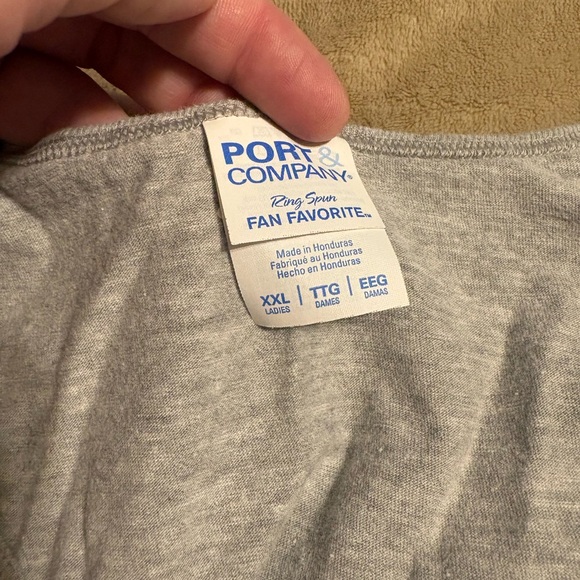 PORT &
COMPANY®
Ring Spun
FAN FAVORITE™
Made in Honduras
Fabriqué au Honduras
Hecho en Honduras
XXL | TTG | EEG
LADIES DAMES DAMAS